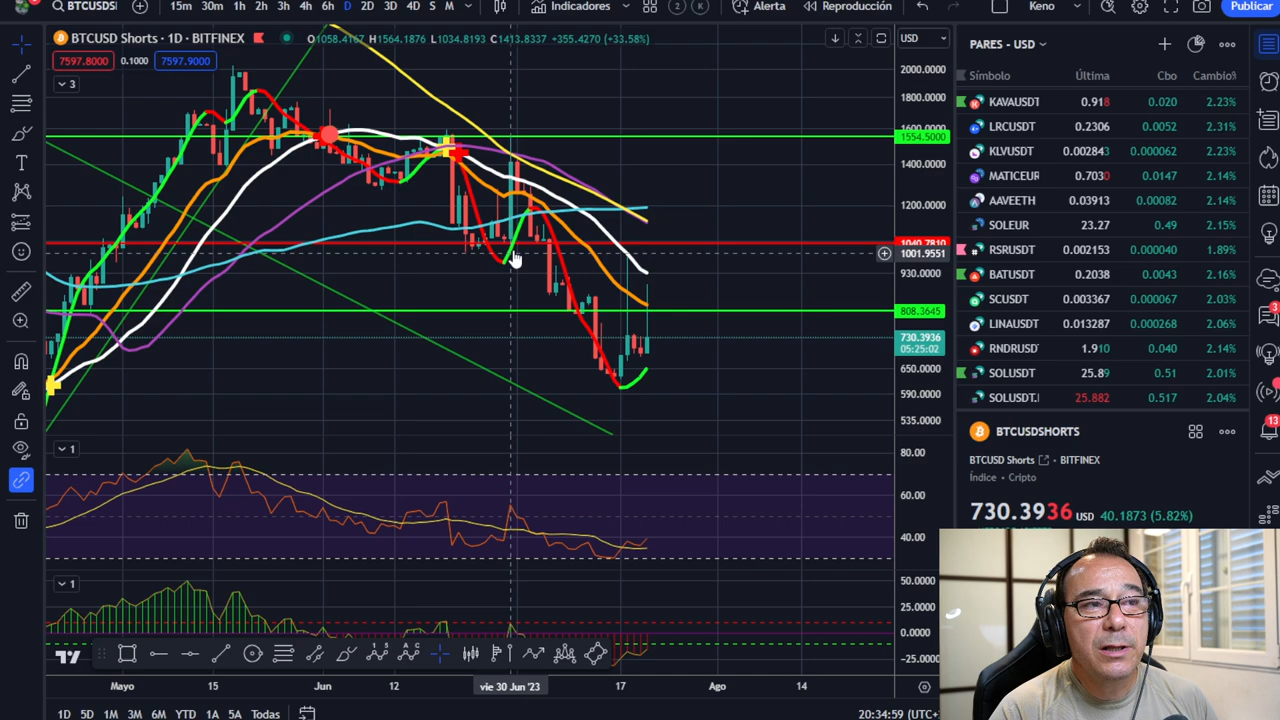 BTCUSDS
15m 30m 1h 2h 3h 4h 6h D 2D 3D 4D S M
Indicadores
2
K
Alerta
Reproducción
Keno
Publicar
BTCUSD Shorts · 1D · BITFINEX
O1058.4167 H1564.1876 L1034.8193 C1413.8337 +355.4270 (+33.58%)
7597.8000 0.1000 7597.9000
3
USD
2000.0000
1800.0000
1554.5000
1400.0000
1200.0000
1001.9551
930.0000
808.3645
730.3936
05:25:02
650.0000
590.0000
535.0000
1
80.00
60.00
40.00
1
50.0000
25.0000
0.0000
−25.0000
Mayo 15 Jun 12 vie 30 Jun '23 17 Ago 14
1D 5D 1M 3M 6M YTD 1A 5A Todas
20:34:59 (UTC+
PARES - USD
Símbolo Última Cbo Cambio%
KAVAUSDT 0.918 0.020 2.23%
LRCUSDT 0.2306 0.0052 2.31%
KLVUSDT 0.002843 0.000062 2.23%
MATICEUR 0.7030 0.0147 2.14%
AAVEETH 0.03913 0.00082 2.14%
SOLEUR 23.27 0.49 2.15%
RSRUSDT 0.002153 0.000040 .89%
BATUSDT 0.2038 0.0043 2.16%
SCUSDT 0.003367 0.000067 2.03%
LINAUSDT 0.013287 0.000268 2.06%
RNDRUSD 1.910 0.040 2.14%
SOLUSDT 25.89 0.51 2.01%
SOLUSDT. 25.882 0.517 2.04%
3
13
BTCUSDSHORTS
BTCUSD Shorts BITFINEX
Índice • Cripto
730.3936 USD 40.1873 (5.82%)